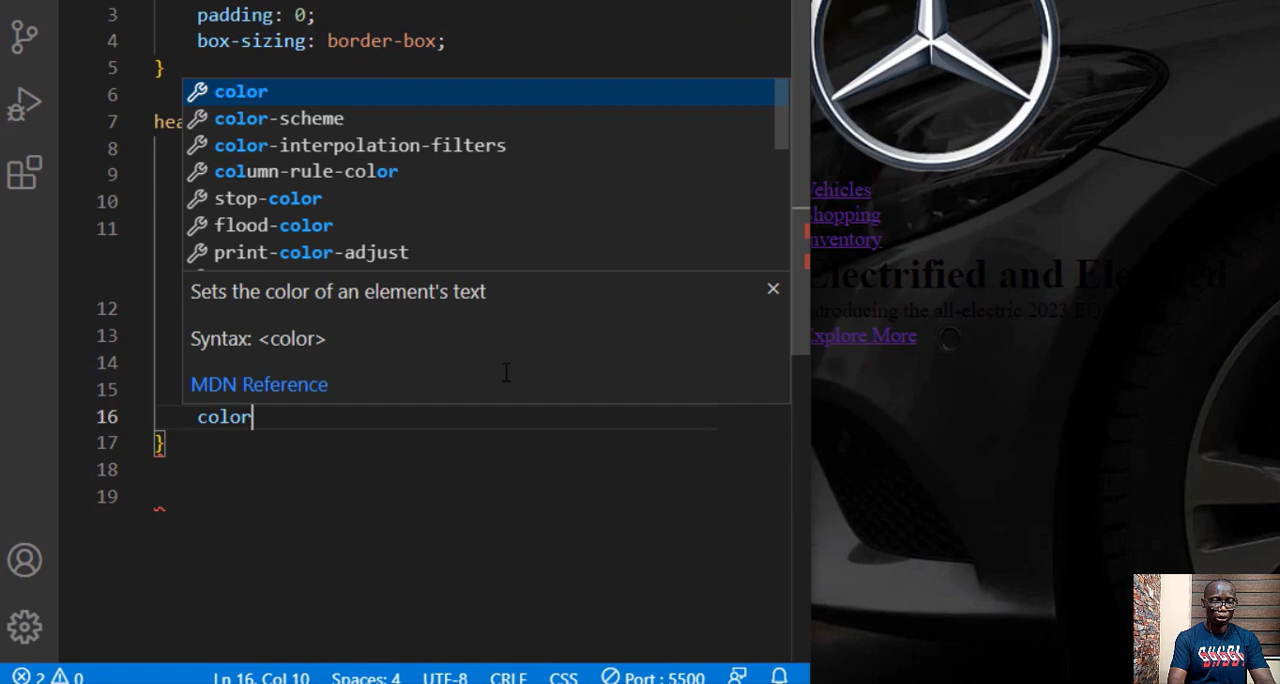 3 padding: 0;
4 box-sizing: border-box;
5 }
6 color
7 hea color-scheme
8 color-interpolation-filters
9 column-rule-color
10 stop-color
11 flood-color
print-color-adjust
Sets the color of an element's text
12
13 Syntax: <color>
14
15 MDN Reference
16 color
17 }
18
19
2 0 Ln 16, Col 10 Spaces: 4 UTF-8 CRLF CSS Port : 5500
Vehicles
Shopping
Inventory
Electrified and
ntroducing the all-electric 2023
Explore More